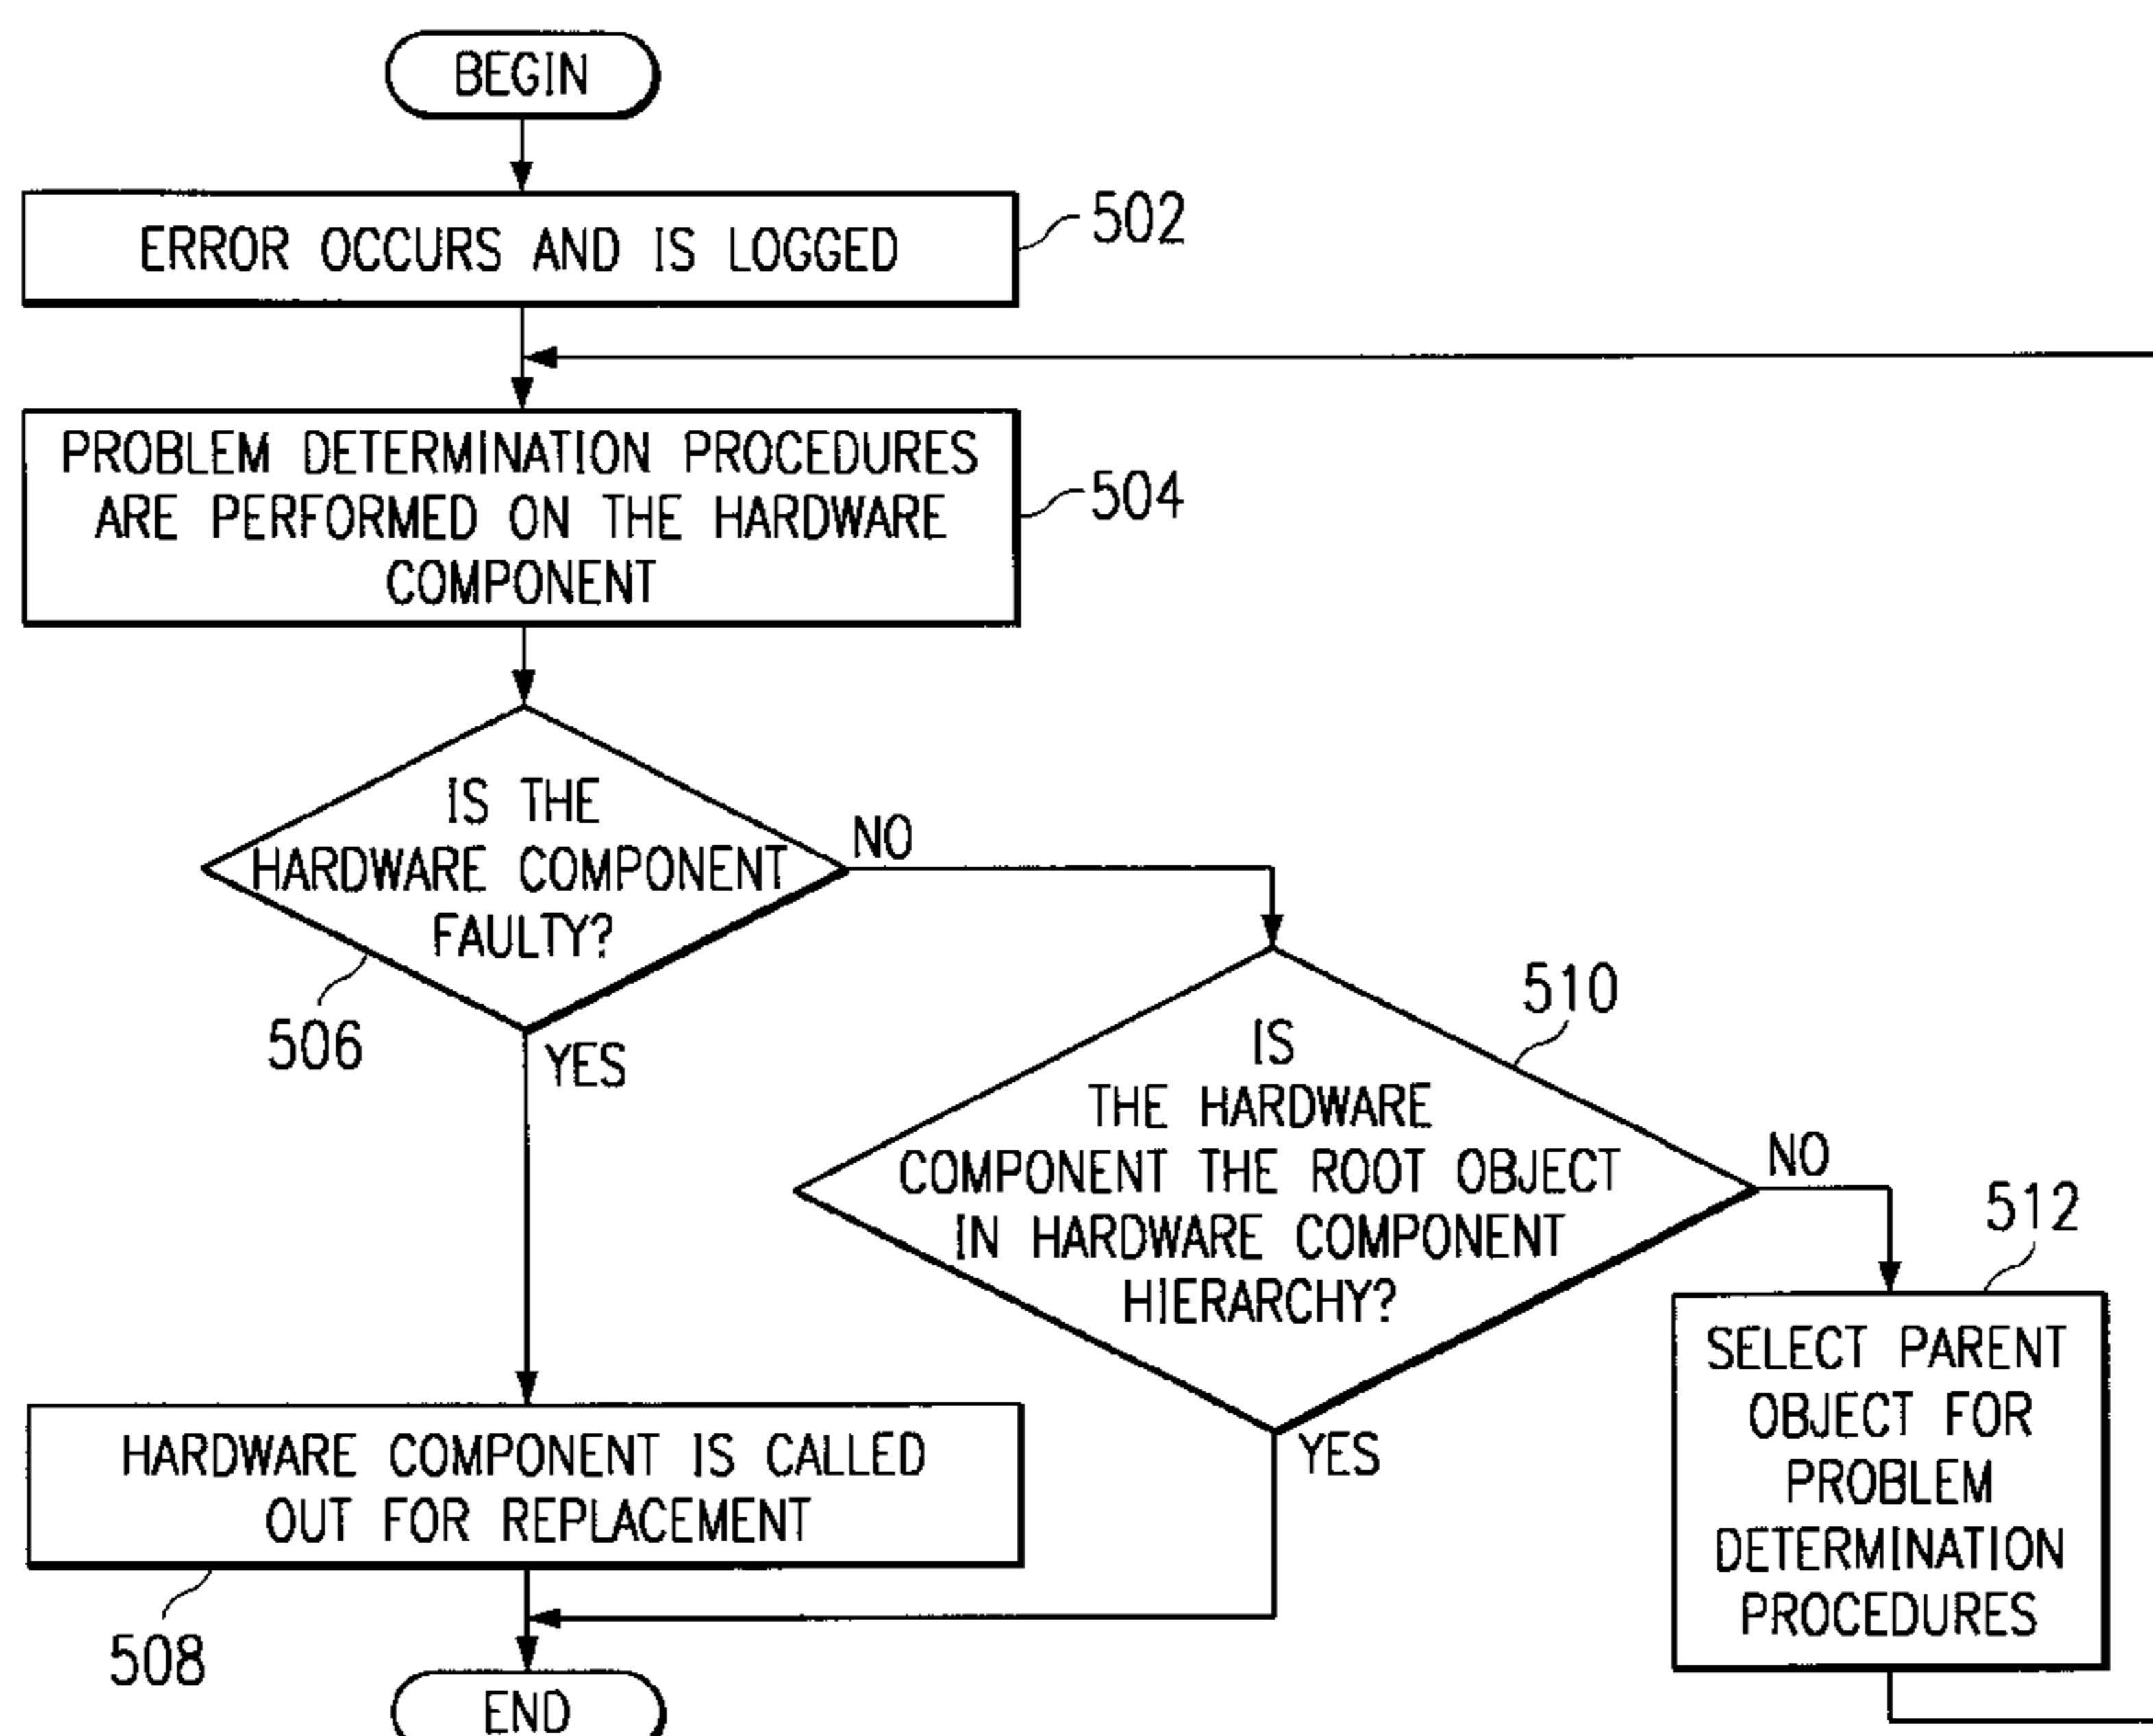 BEGIN
ERROR OCCURS AND IS LOGGED
502
PROBLEM DETERMINATION PROCEDURES
ARE PERFORMED ON THE HARDWARE
COMPONENT
504
IS THE
HARDWARE COMPONENT
FAULTY?
506
NO
YES
IS
THE HARDWARE
COMPONENT THE ROOT OBJECT
IN HARDWARE COMPONENT
HIERARCHY?
510
NO
YES
512
SELECT PARENT
OBJECT FOR
PROBLEM
DETERMINATION
PROCEDURES
HARDWARE COMPONENT IS CALLED
OUT FOR REPLACEMENT
508
END